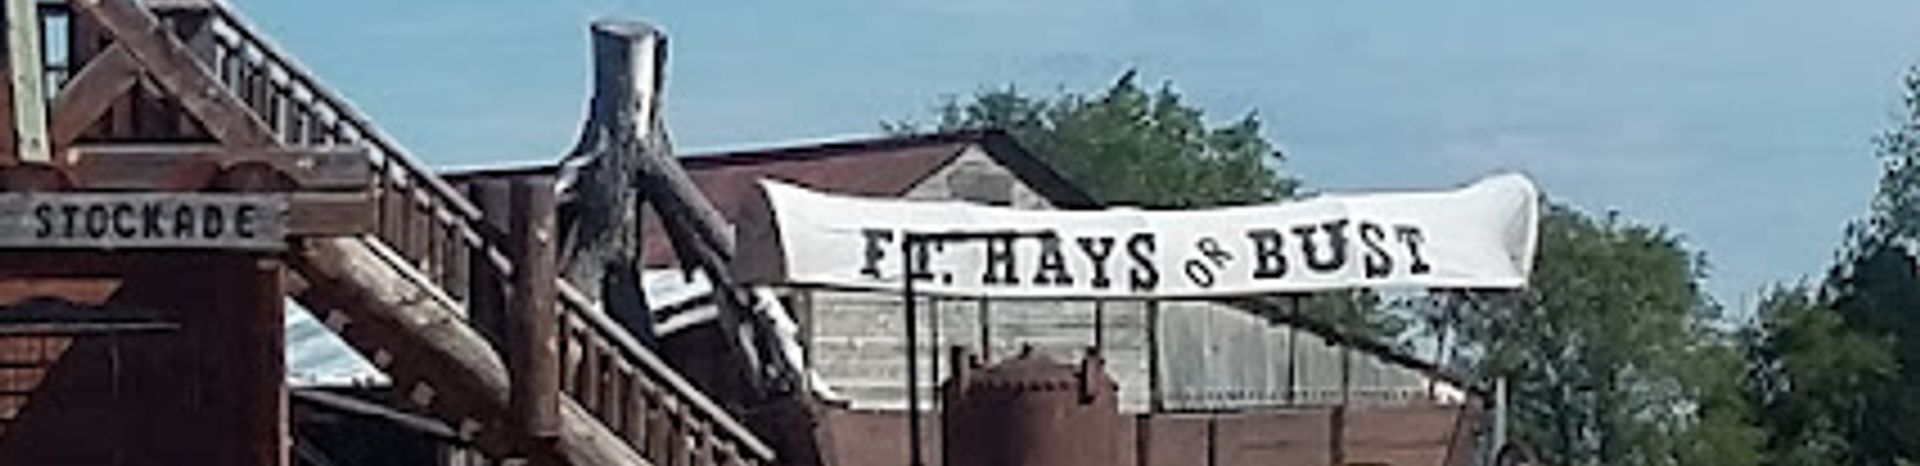 STOCKADE
FT. HAYS OR BUST